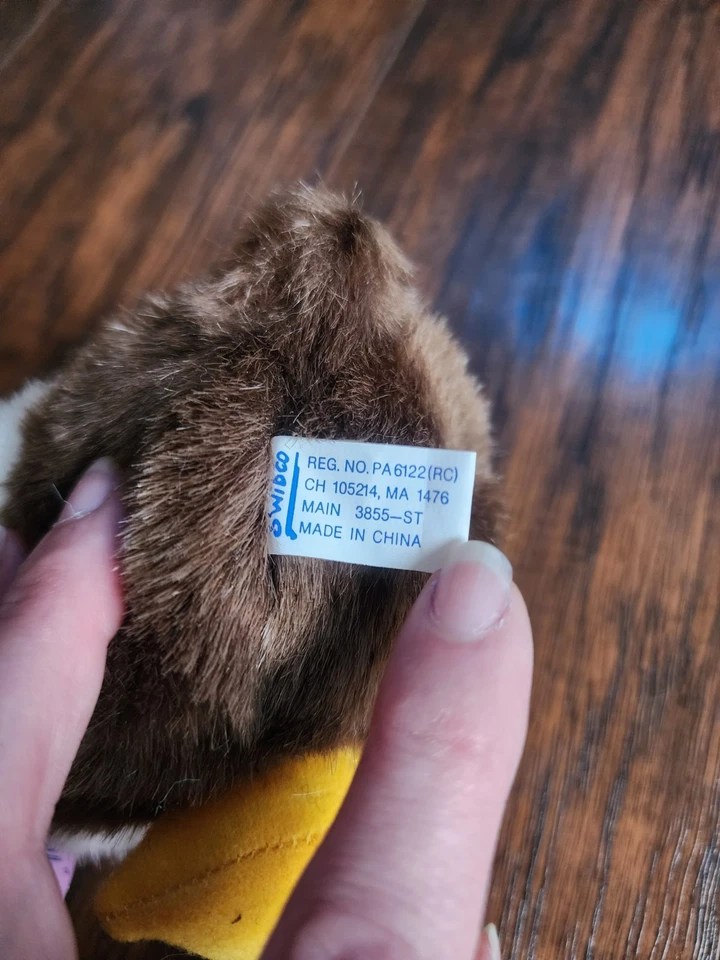 SWIBCO
REG. NO. PA6122(RC)
CH 105214, MA 1476
MAIN 3855—ST
MADE IN CHINA